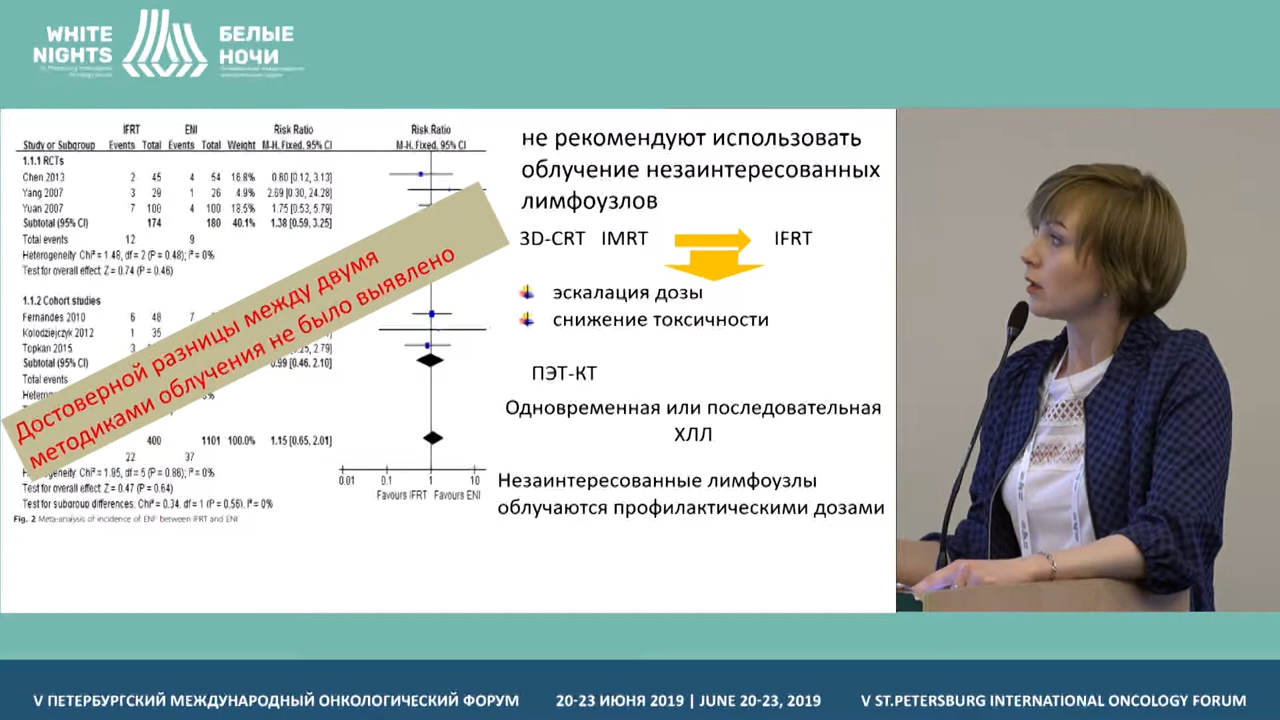 WHITE
NIGHTS
БЕЛЫЕ
НОЧИ
IFRT ENI Risk Ratio Risk Ratio
Study or Subgroup Events Total Events Total Weight M-H, Fixed, 95% CI M-H, Fixed, 95% CI
1.1.1 RCTs
Chen 2013 2 45 4 54 16.8% 0.60 [0.12, 3.13]
Yang 2007 3 29 1 26 4.9% 2.69 [0.30, 24.28]
Yuan 2007 7 100 4 100 18.5% 1.75 [0.53, 5.79]
Subtotal (95% CI) 174 180 40.1% 1.38 [0.59, 3.25]
Total events 12 9
Heterogeneity: Chi² = 1.48, df = 2 (P = 0.48); I² = 0%
Test for overall effect: Z = 0.74 (P = 0.46)
1.1.2 Cohort studies
Fernandes 2010 6 48 7
Kolodziejczyk 2012 1 35
Topkan 2015 3 0.25, 2.79]
Subtotal (95% CI) 0.99 [0.46, 2.10]
Total events
400 1101 100.0% 1.15 [0.65, 2.01]
22 37
Chi² = 1.95, df = 5 (P = 0.86); I² = 0%
Test for overall effect: Z = 0.47 (P = 0.64)
Test for subgroup differences: Chi² = 0.34, df = 1 (P = 0.56), I² = 0%
0.01 0.1 1 10
Favours IFRT Favours ENI
Fig. 2 Meta-analysis of incidence of ENF between IFRT and ENI
Достоверной разницы между двумя
методиками облучения не было выявлено
не рекомендуют использовать
облучение незаинтересованных
лимфоузлов
3D-CRT IMRT IFRT
эскалация дозы
снижение токсичности
ПЭТ-КТ
Одновременная или последовательная
ХЛЛ
Незаинтересованные лимфоузлы
облучаются профилактическими дозами
V ПЕТЕРБУРГСКИЙ МЕЖДУНАРОДНЫЙ ОНКОЛОГИЧЕСКИЙ ФОРУМ 20-23 ИЮНЯ 2019 | JUNE 20-23, 2019 V ST.PETERSBURG INTERNATIONAL ONCOLOGY FORUM